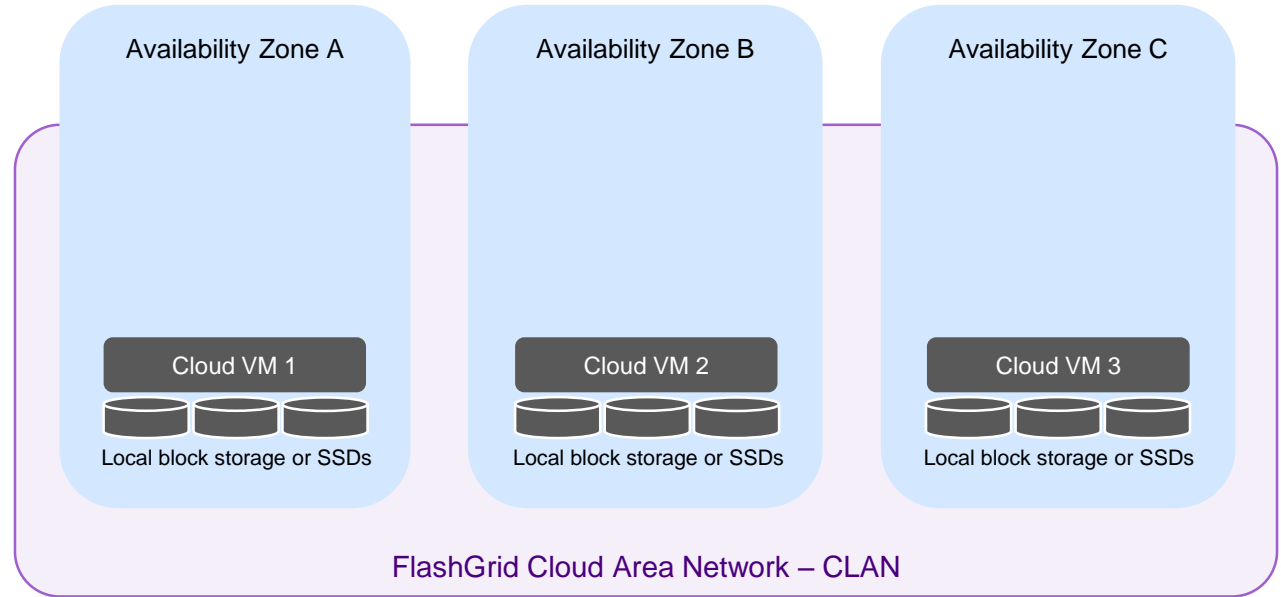 Availability Zone A
Availability Zone B
Availability Zone C
Cloud VM 1
Cloud VM 2
Cloud VM 3
Local block storage or SSDs
Local block storage or SSDs
Local block storage or SSDs
FlashGrid Cloud Area Network – CLAN